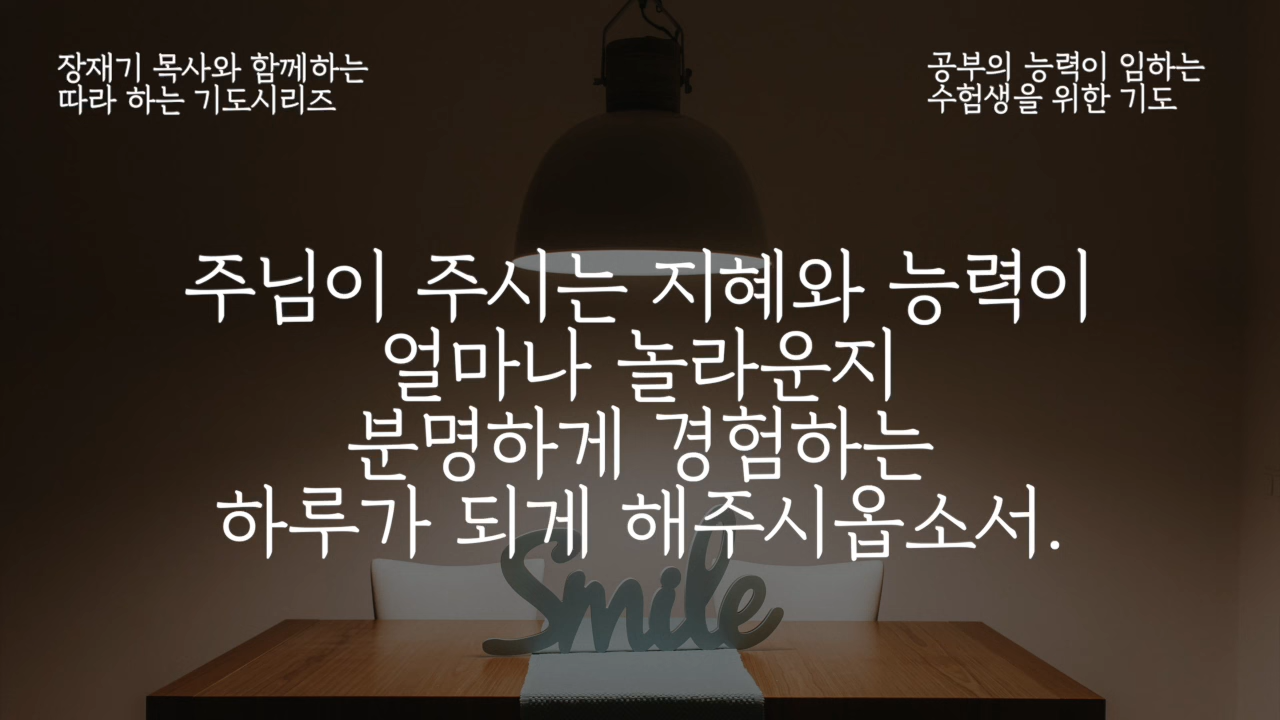 장재기 목사와 함께하는
따라 하는 기도시리즈
공부의 능력이 임하는
수험생을 위한 기도
주님이 주시는 지혜와 능력이
얼마나 놀라운지
분명하게 경험하는
하루가 되게 해주시옵소서.
Smile